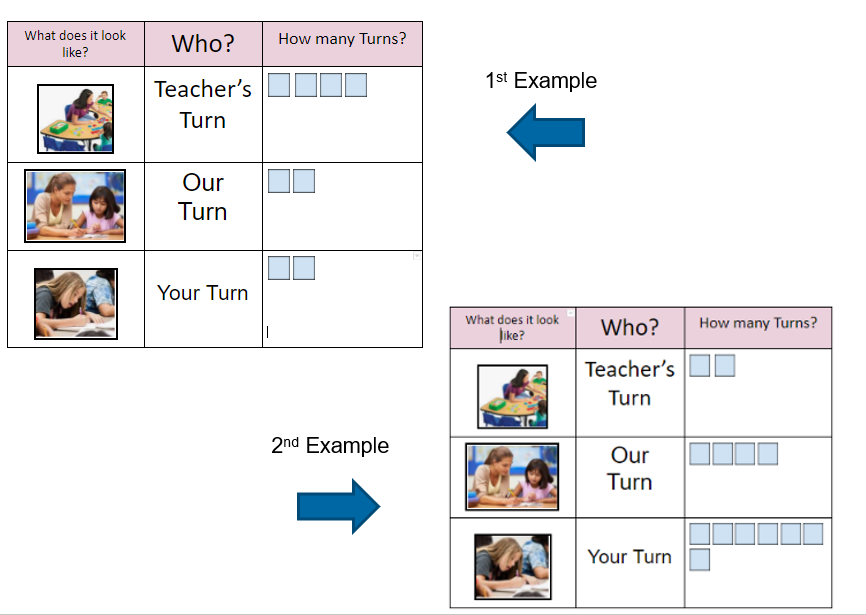 What does it look
like?
Who?
How many Turns?
Teacher's
Turn
Our
Turn
Your Turn
1st Example
2nd Example
What does it look
like?
Who?
How many Turns?
Teacher's
Turn
Our
Turn
Your Turn